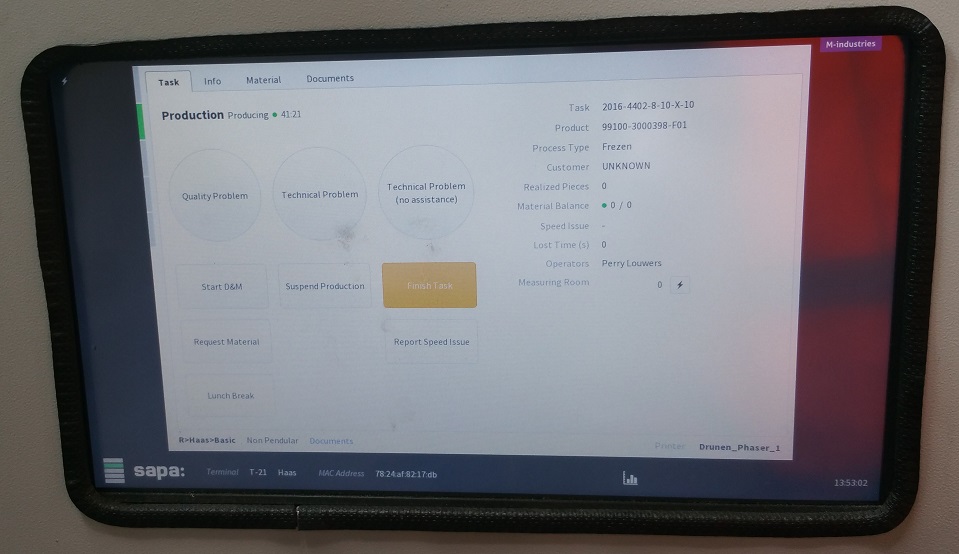 M-industries
Task Info Material Documents
Production Producing 41:21
Quality Problem
Technical Problem
Technical Problem
(no assistance)
Start D&M
Suspend Production
Finish Task
Request Material
Report Speed Issue
Lunch Break
Task 2016-4402-8-10-X-10
Product 99100-3000398-F01
Process Type Frezen
Customer UNKNOWN
Realized Pieces 0
Material Balance 0 / 0
Speed Issue -
Lost Time (s) 0
Operators Perry Louwers
Measuring Room 0
R>Haas>Basic Non Pendular Documents
Printer Drunen_Phaser_1
sapa: Terminal T-21 Haas MAC Address 78:24:af:82:17:db
13:53:02